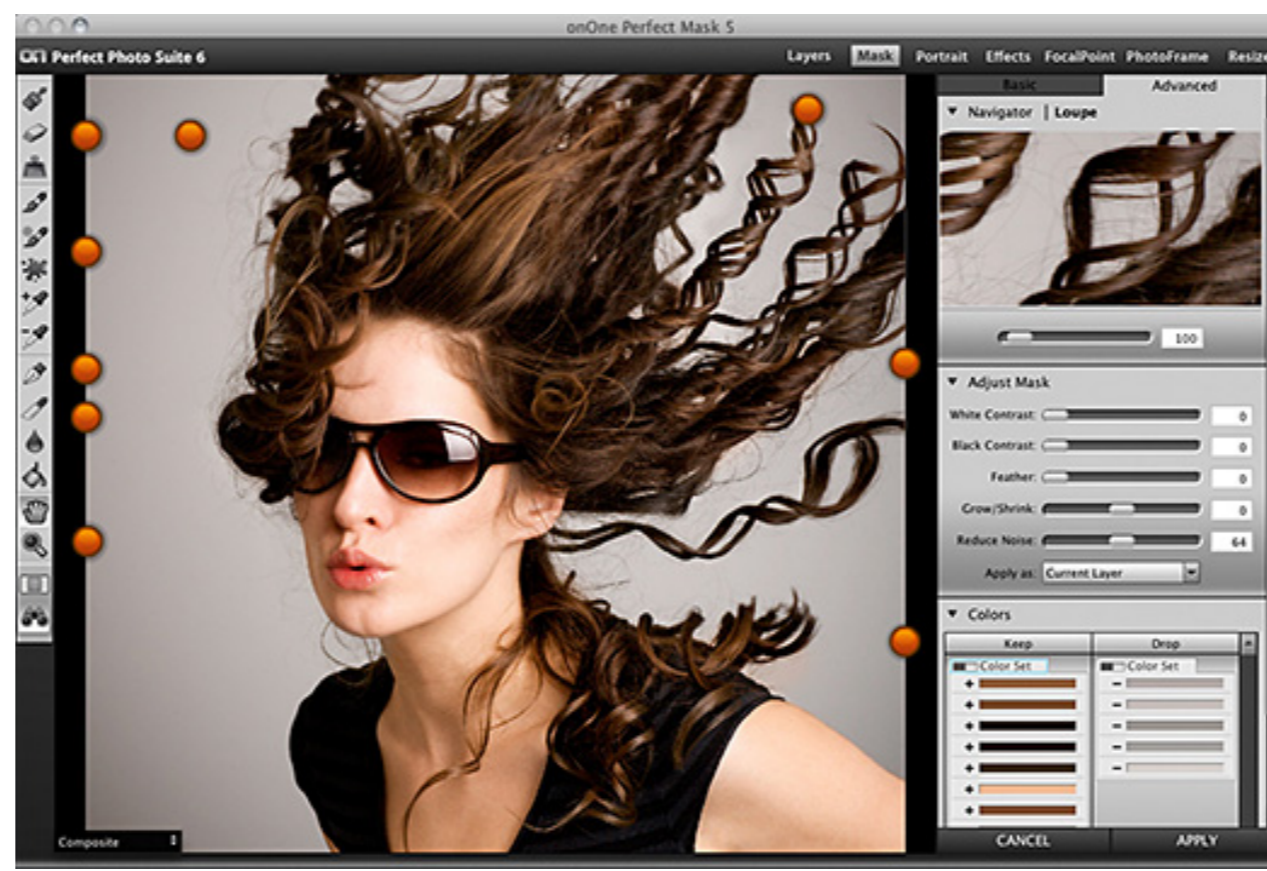 onOne Perfect Mask 5
on Perfect Photo Suite 6
Layers Mask Portrait Effects FocalPoint PhotoFrame Resize
Basic Advanced
Navigator | Loupe
100
Adjust Mask
White Contrast: 0
Black Contrast: 0
Feather: 0
Grow/Shrink: 0
Reduce Noise: 64
Apply as: Current Layer
Colors
Keep Drop
Color Set Color Set
Composite
CANCEL APPLY